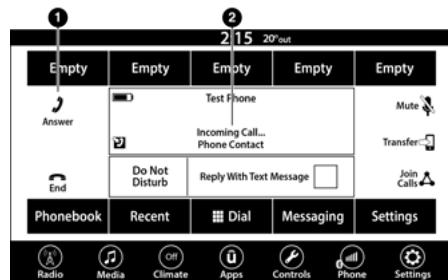 1 2
2 15 20°out
Empty Empty Empty Empty Empty
Answer
Test Phone
Mute
Incoming Call...
Phone Contact
Transfer
End
Do Not
Disturb
Reply With Text Message
Join
Calls
Phonebook Recent Dial Messaging Settings
Off
Radio Media Climate Apps Controls Phone Settings